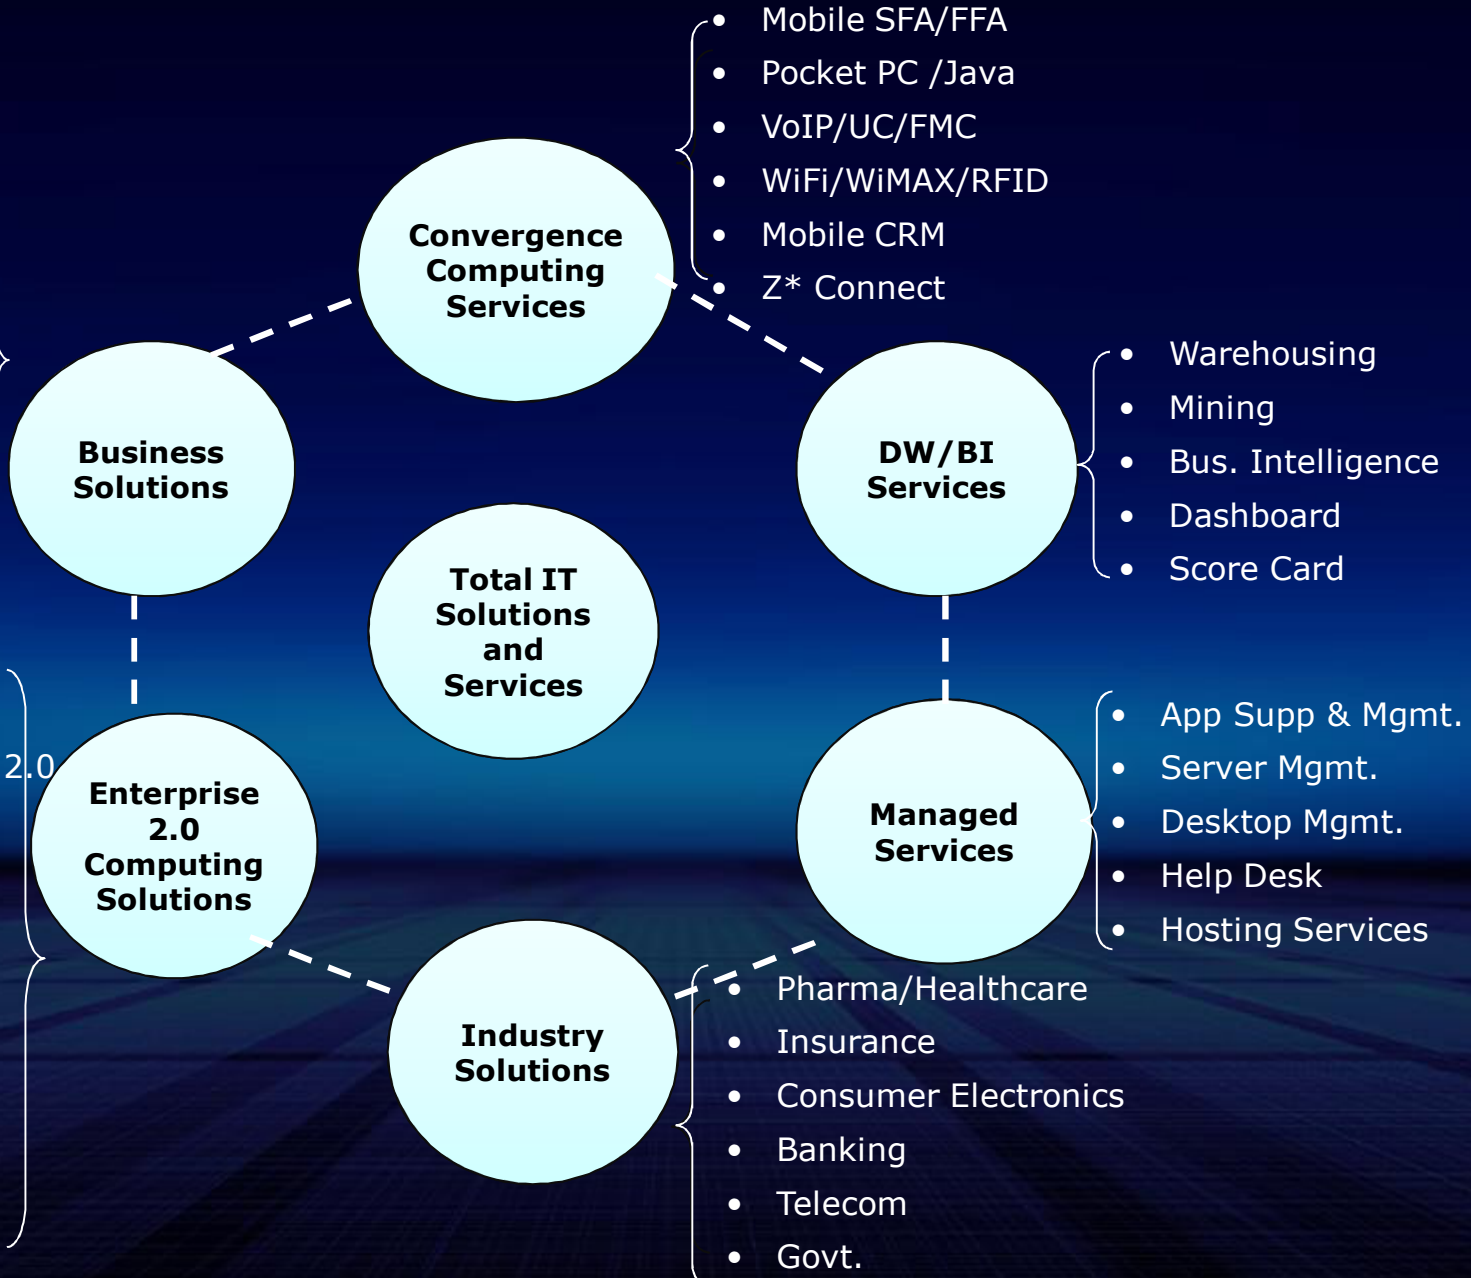 • Mobile SFA/FFA
• Pocket PC /Java
• VoIP/UC/FMC
• WiFi/WiMAX/RFID
• Mobile CRM
• Z* Connect
Convergence
Computing
Services
Business
Solutions
DW/BI
Services
• Warehousing
• Mining
• Bus. Intelligence
• Dashboard
• Score Card
Total IT
Solutions
and
Services
2.0
Enterprise
2.0
Computing
Solutions
Managed
Services
• App Supp & Mgmt.
• Server Mgmt.
• Desktop Mgmt.
• Help Desk
• Hosting Services
Industry
Solutions
• Pharma/Healthcare
• Insurance
• Consumer Electronics
• Banking
• Telecom
• Govt.